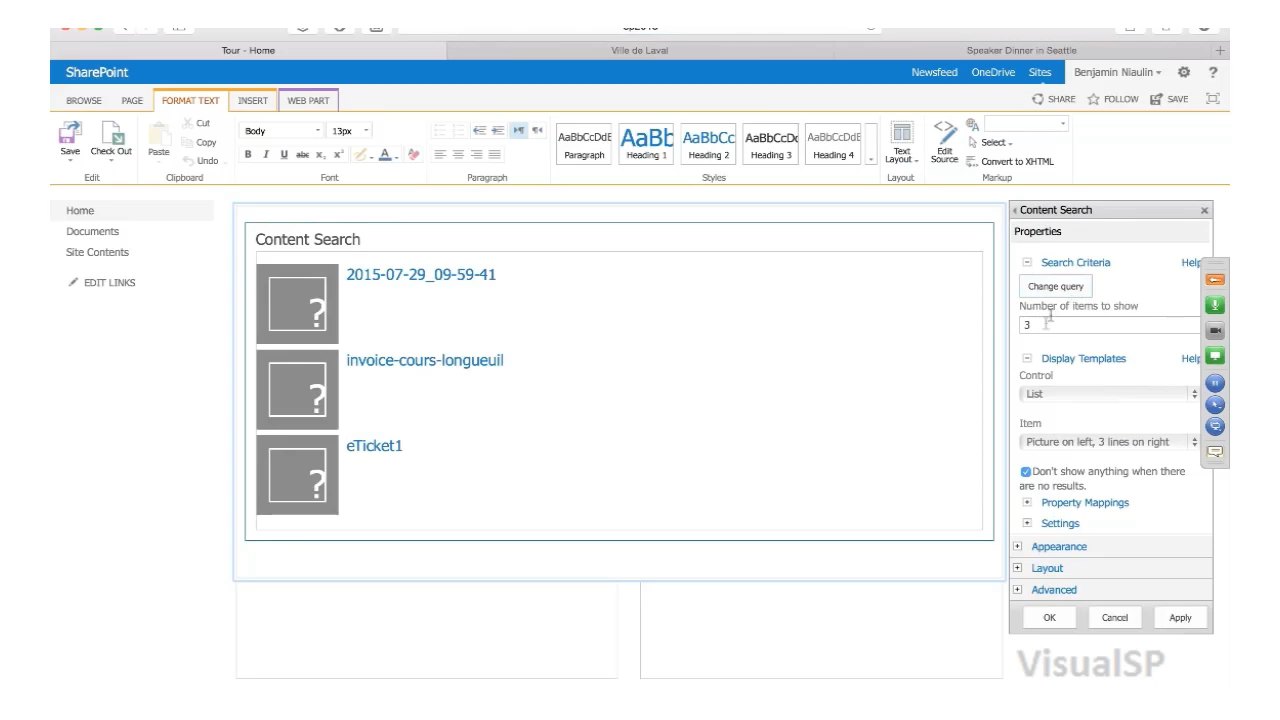 Tour - Home
Ville de Laval
Speaker Dinner in Seattle
+
SharePoint
Newsfeed OneDrive Sites Benjamin Niaulin ?
BROWSE PAGE FORMAT TEXT INSERT WEB PART
SHARE FOLLOW SAVE
Save
Check Out
Paste
Cut
Copy
Undo
Body 13px
B I U abc x₂ x²
AaBbCcDdE Paragraph
AaBb Heading 1
AaBbCc Heading 2
AaBbCcDc Heading 3
AaBbCcDdE Heading 4
Text Layout
Edit Source
Select
Convert to XHTML
Edit Clipboard Font Paragraph Styles Layout Markup
Home
Documents
Site Contents
EDIT LINKS
Content Search
2015-07-29_09-59-41
?
invoice-cours-longueuil
?
eTicket1
?
Content Search
Properties
Search Criteria Help
Change query
Number of items to show
3
Display Templates Help
Control
List
Item
Picture on left, 3 lines on right
Don't show anything when there
are no results.
Property Mappings
Settings
Appearance
Layout
Advanced
OK Cancel Apply
VisualSP